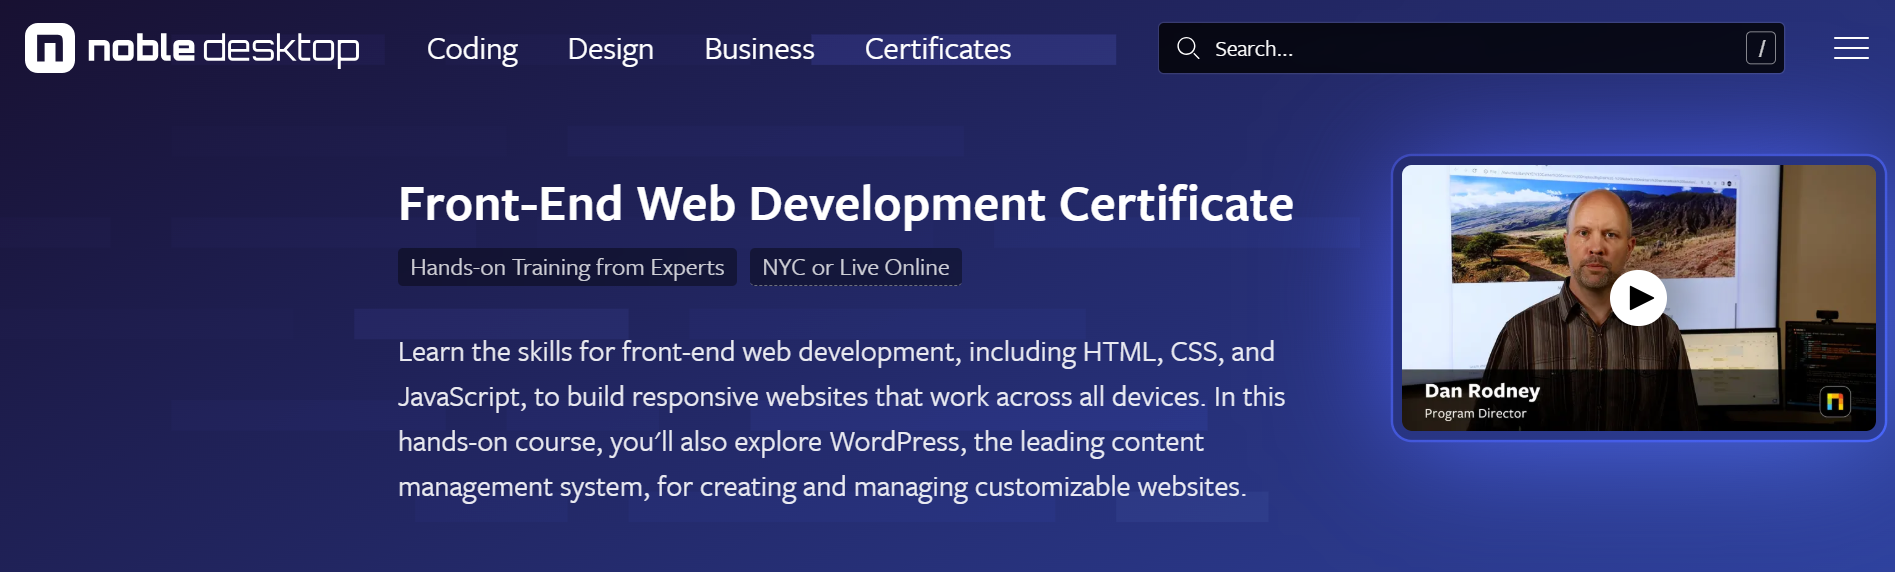 noble desktop
Coding
Design
Business
Certificates
Search...
/
Front-End Web Development Certificate
Hands-on Training from Experts
NYC or Live Online
Learn the skills for front-end web development, including HTML, CSS, and
JavaScript, to build responsive websites that work across all devices. In this
hands-on course, you'll also explore WordPress, the leading content
management system, for creating and managing customizable websites.
Dan Rodney
Program Director